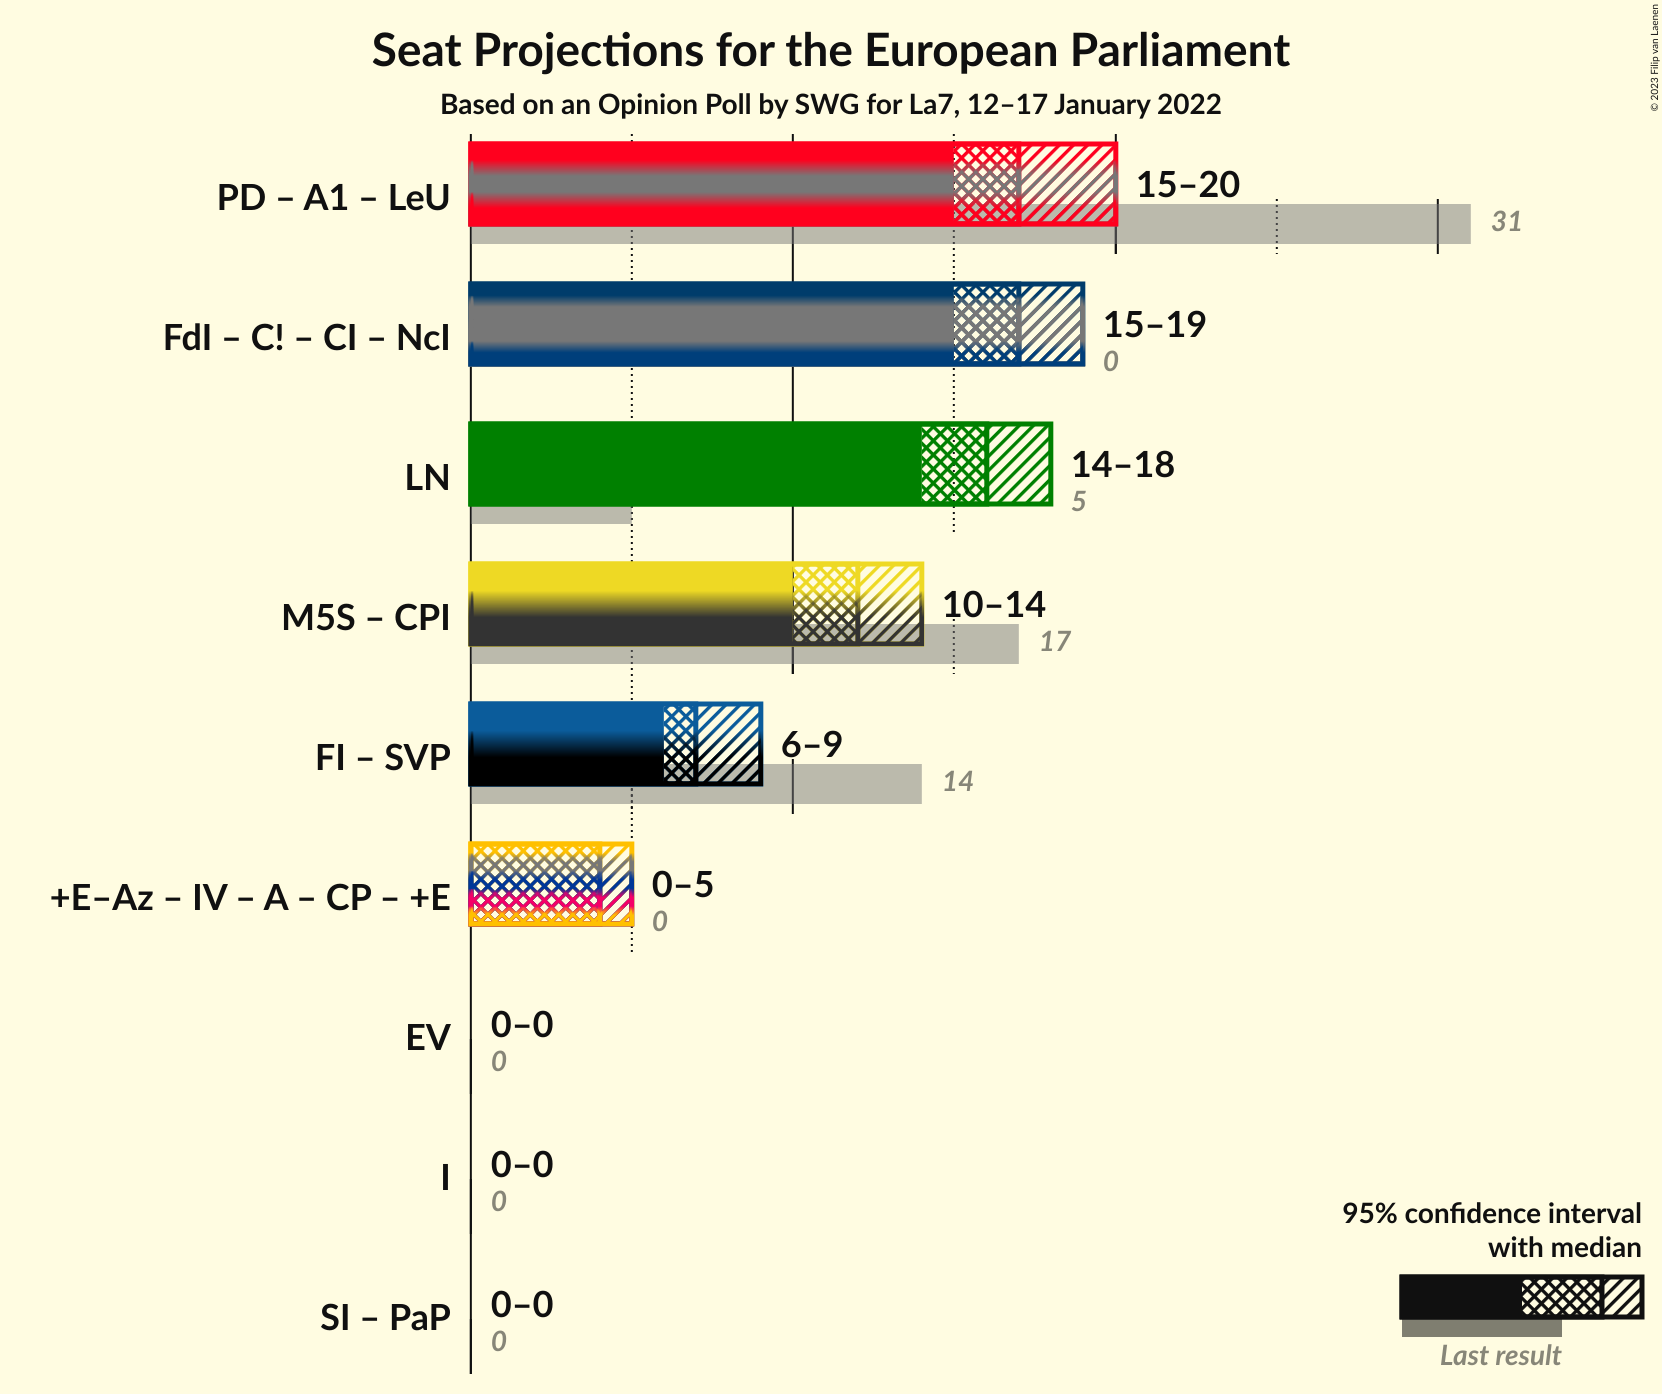 Seat Projections for the European Parliament
Based on an Opinion Poll by SWG for La7, 12–17 January 2022
© 2023 Filip van Laenen
PD – A1 – LeU
15–20
31
FdI – C! – CI – NcI
15–19
0
LN
14–18
5
M5S – CPI
10–14
17
FI – SVP
6–9
14
+E–Az – IV – A – CP – +E
0–5
0
EV
0–0
0
I
0–0
0
SI – PaP
0–0
0
95% confidence interval
with median
Last result